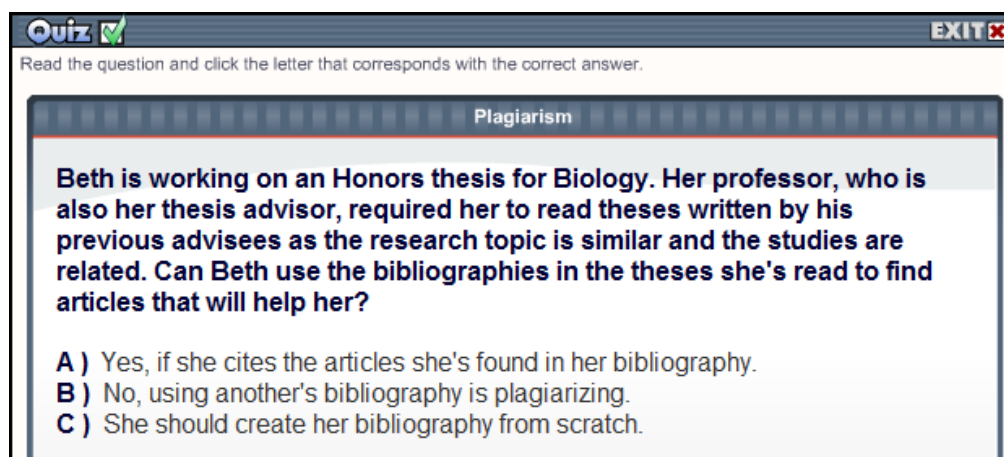 Quiz
EXIT
Read the question and click the letter that corresponds with the correct answer.
Plagiarism
Beth is working on an Honors thesis for Biology. Her professor, who is
also her thesis advisor, required her to read theses written by his
previous advisees as the research topic is similar and the studies are
related. Can Beth use the bibliographies in the theses she's read to find
articles that will help her?
A ) Yes, if she cites the articles she's found in her bibliography.
B ) No, using another's bibliography is plagiarizing.
C ) She should create her bibliography from scratch.